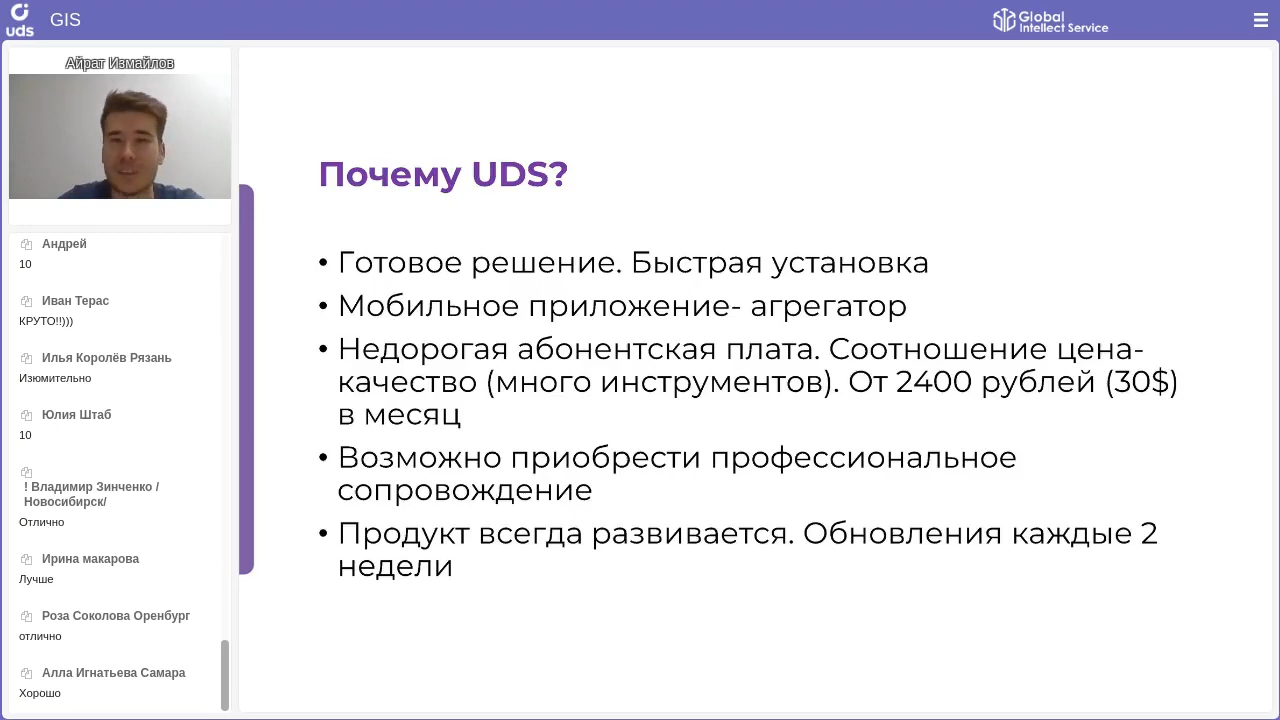 uds
GIS
Global
Intellect Service
Айрат Измайлов
Андрей
10
Иван Терас
КРУТО!!)))
Илья Королёв Рязань
Изюмительно
Юлия Штаб
10
! Владимир Зинченко /
Новосибирск/
Отлично
Ирина макарова
Лучше
Роза Соколова Оренбург
отлично
Алла Игнатьева Самара
Хорошо
Почему UDS?
• Готовое решение. Быстрая установка
• Мобильное приложение- агрегатор
• Недорогая абонентская плата. Соотношение цена-
качество (много инструментов). От 2400 рублей (30$)
в месяц
• Возможно приобрести профессиональное
сопровождение
• Продукт всегда развивается. Обновления каждые 2
недели